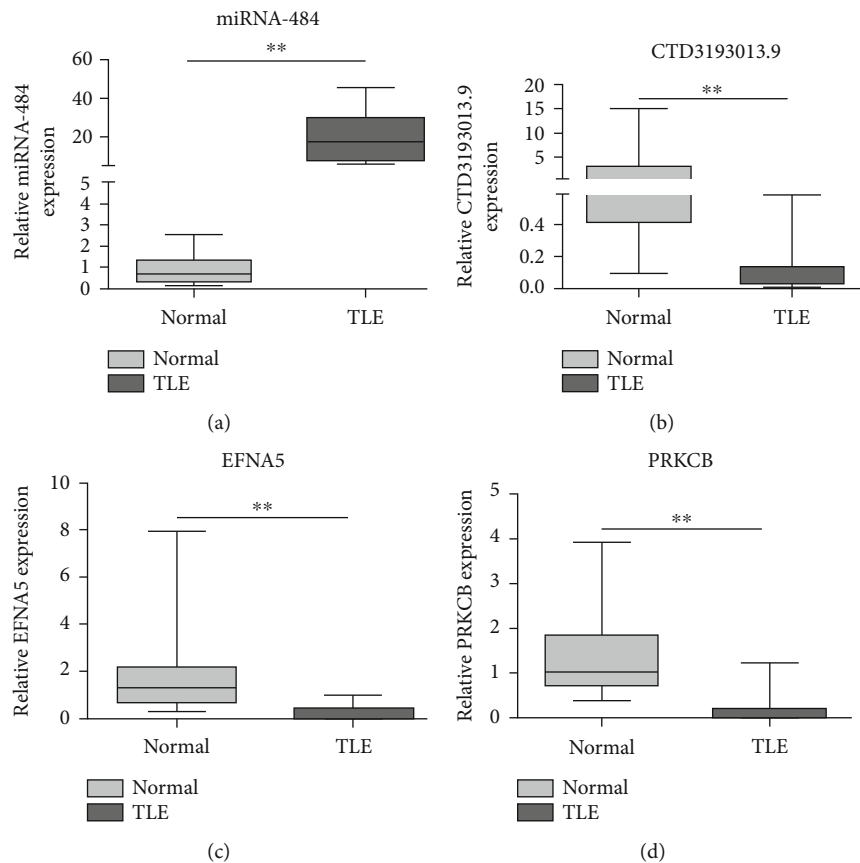 miRNA-484
Relative miRNA-484
expression
60
40
20
5
4
3
2
1
0
**
Normal
TLE
Normal
TLE
(a)
CTD3193013.9
Relative CTD3193013.9
expression
20
15
10
5
0.4
0.2
0.0
**
Normal
TLE
Normal
TLE
(b)
EFNA5
Relative EFNA5 expression
10
8
6
4
2
0
**
Normal
TLE
Normal
TLE
(c)
PRKCB
Relative PRKCB expression
5
4
3
2
1
0
**
Normal
TLE
Normal
TLE
(d)